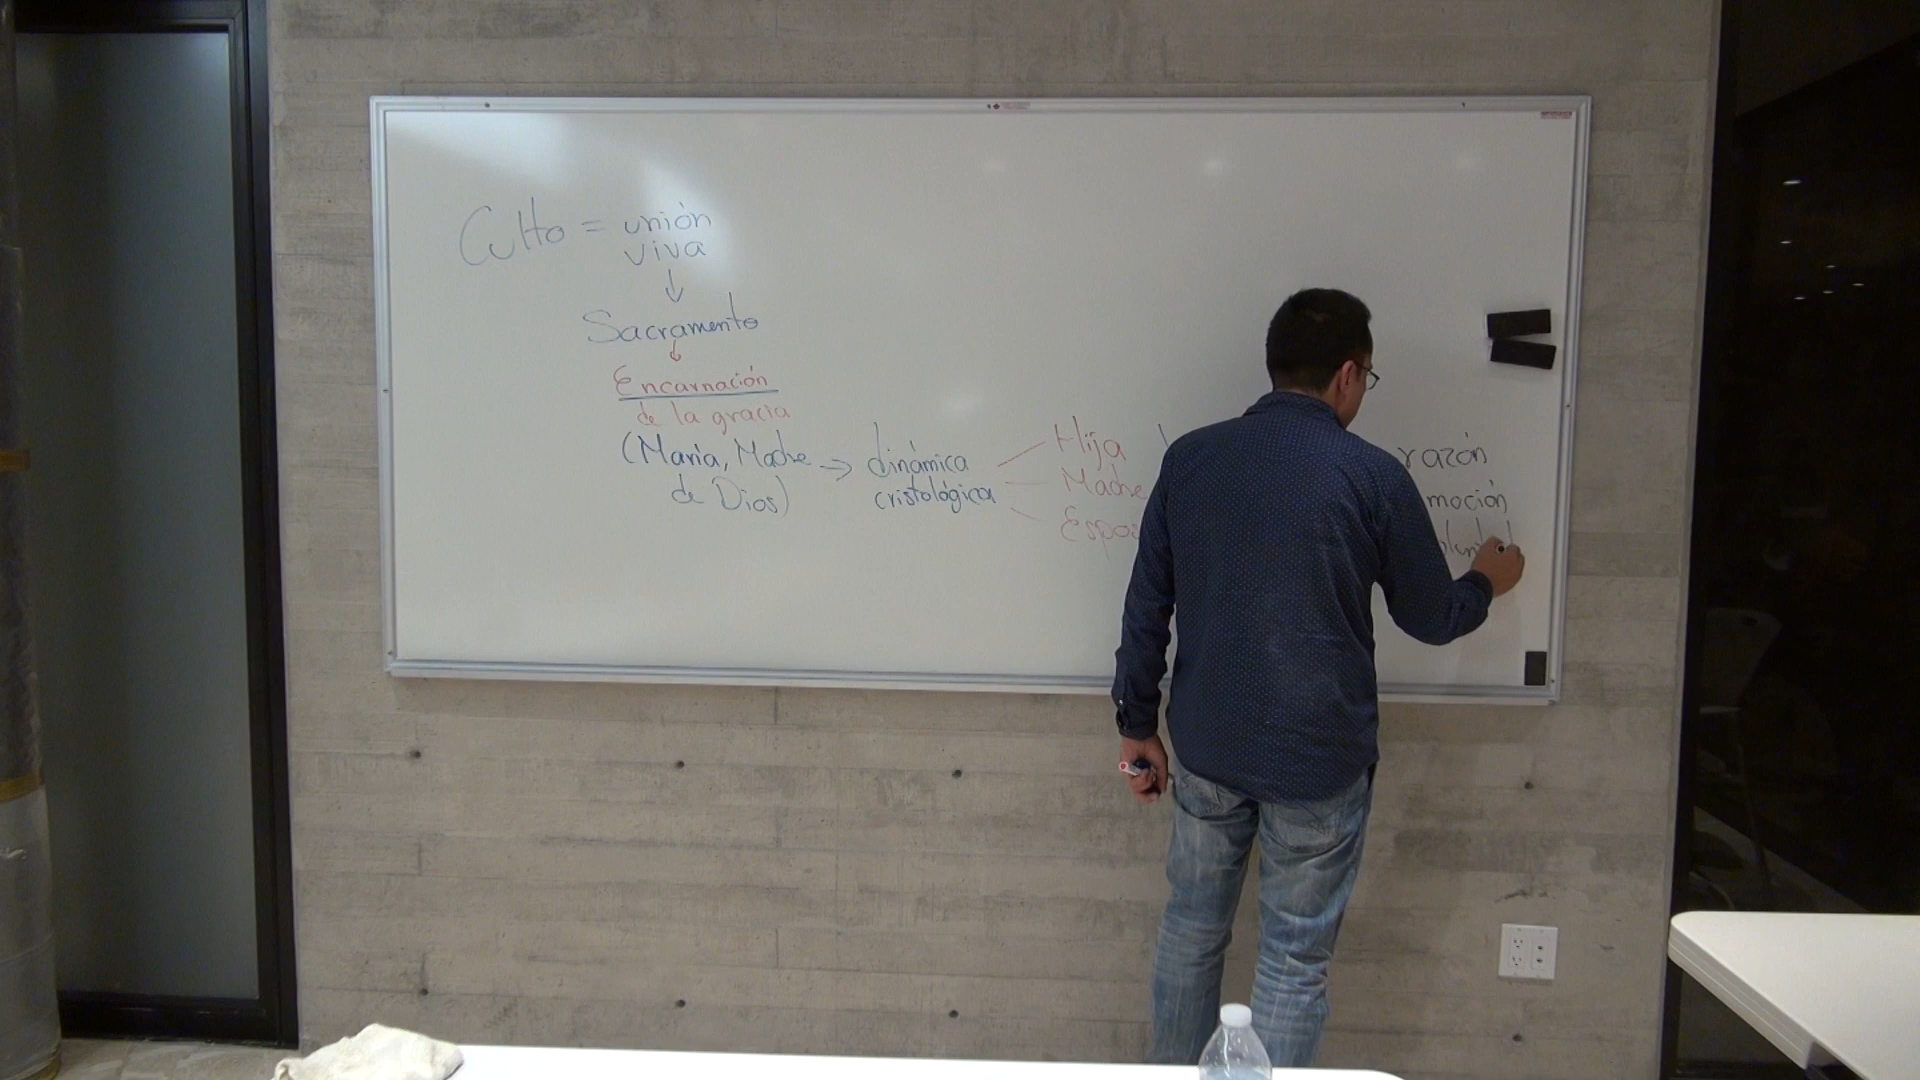 Culto = unión
viva
↓
Sacramento
↓
Encarnación
de la gracia
(María, Madre
de Dios)
→ dinámica
cristológica
Hija
Madre
razón
moción